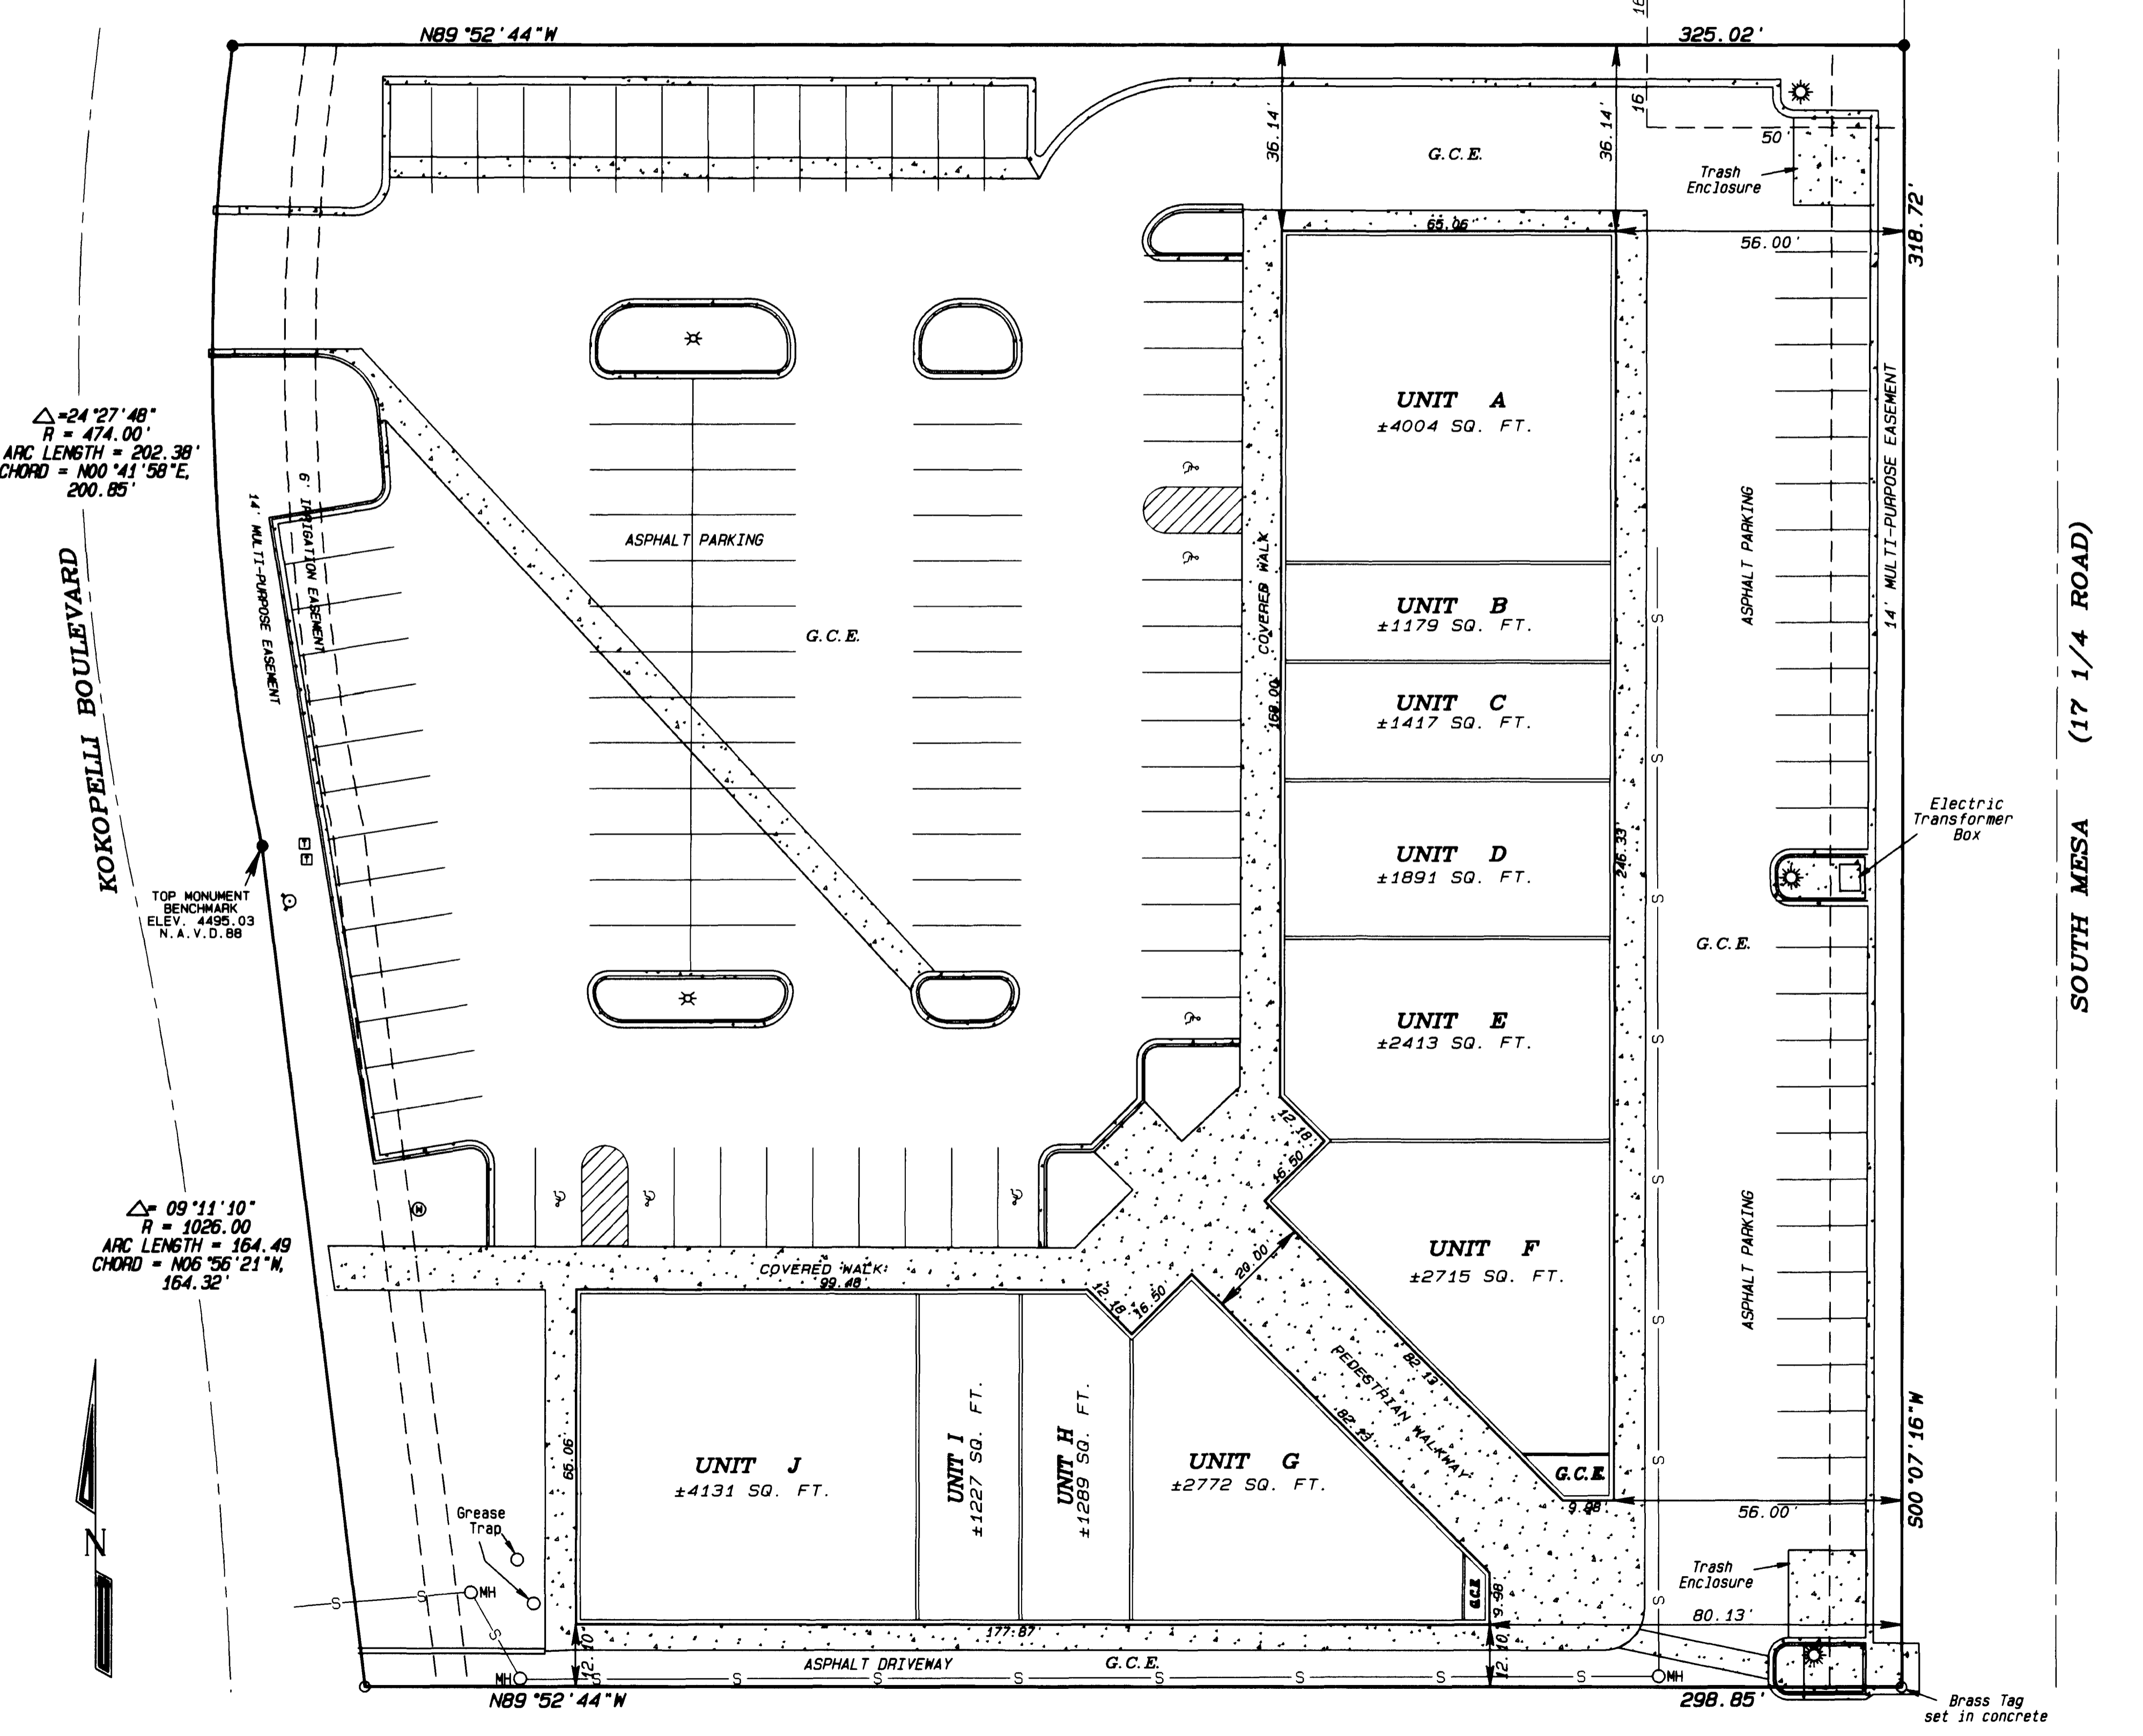 N89°52'44"W
325.02'
16
16'
36.14'
36.14'
G.C.E.
50'
Trash
Enclosure
318.72'
65.06'
56.00'
UNIT A
±4004 SQ. FT.
△=24°27'48"
R = 474.00'
ARC LENGTH = 202.38'
CHORD = N00°41'58"E,
200.85'
14' MULTI-PURPOSE EASEMENT
6' IRRIGATION EASEMENT
KOKOPELLI BOULEVARD
ASPHALT PARKING
G.C.E.
COVERED WALK
168.00'
UNIT B
±1179 SQ. FT.
UNIT C
±1417 SQ. FT.
UNIT D
±1891 SQ. FT.
UNIT E
±2413 SQ. FT.
246.33'
ASPHALT PARKING
14' MULTI-PURPOSE EASEMENT
SOUTH MESA (17 1/4 ROAD)
Electric
Transformer
Box
G.C.E.
S
S
S
S
S
S
S
S
TOP MONUMENT
BENCHMARK
ELEV. 4495.03
N.A.V.D.88
12.18'
16.50'
W
△= 09°11'10"
R = 1026.00
ARC LENGTH = 164.49
CHORD = N06°56'21"W,
164.32'
COVERED WALK
99.48'
12.18'
16.50'
20.00'
UNIT F
±2715 SQ. FT.
ASPHALT PARKING
82.13'
PEDESTRIAN WALKWAY
82.13'
65.06'
UNIT J
±4131 SQ. FT.
UNIT I
±1227 SQ. FT.
UNIT H
±1289 SQ. FT.
UNIT G
±2772 SQ. FT.
G.C.E.
9.98'
56.00'
S00°07'16"W
Grease
Trap
N
G.C.E.
9.98'
Trash
Enclosure
80.13'
S
S
MH
S
177.87'
12.10'
12.10'
ASPHALT DRIVEWAY
G.C.E.
MH
S
S
S
S
S
S
S
S
MH
N89°52'44"W
298.85'
Brass Tag
set in concrete